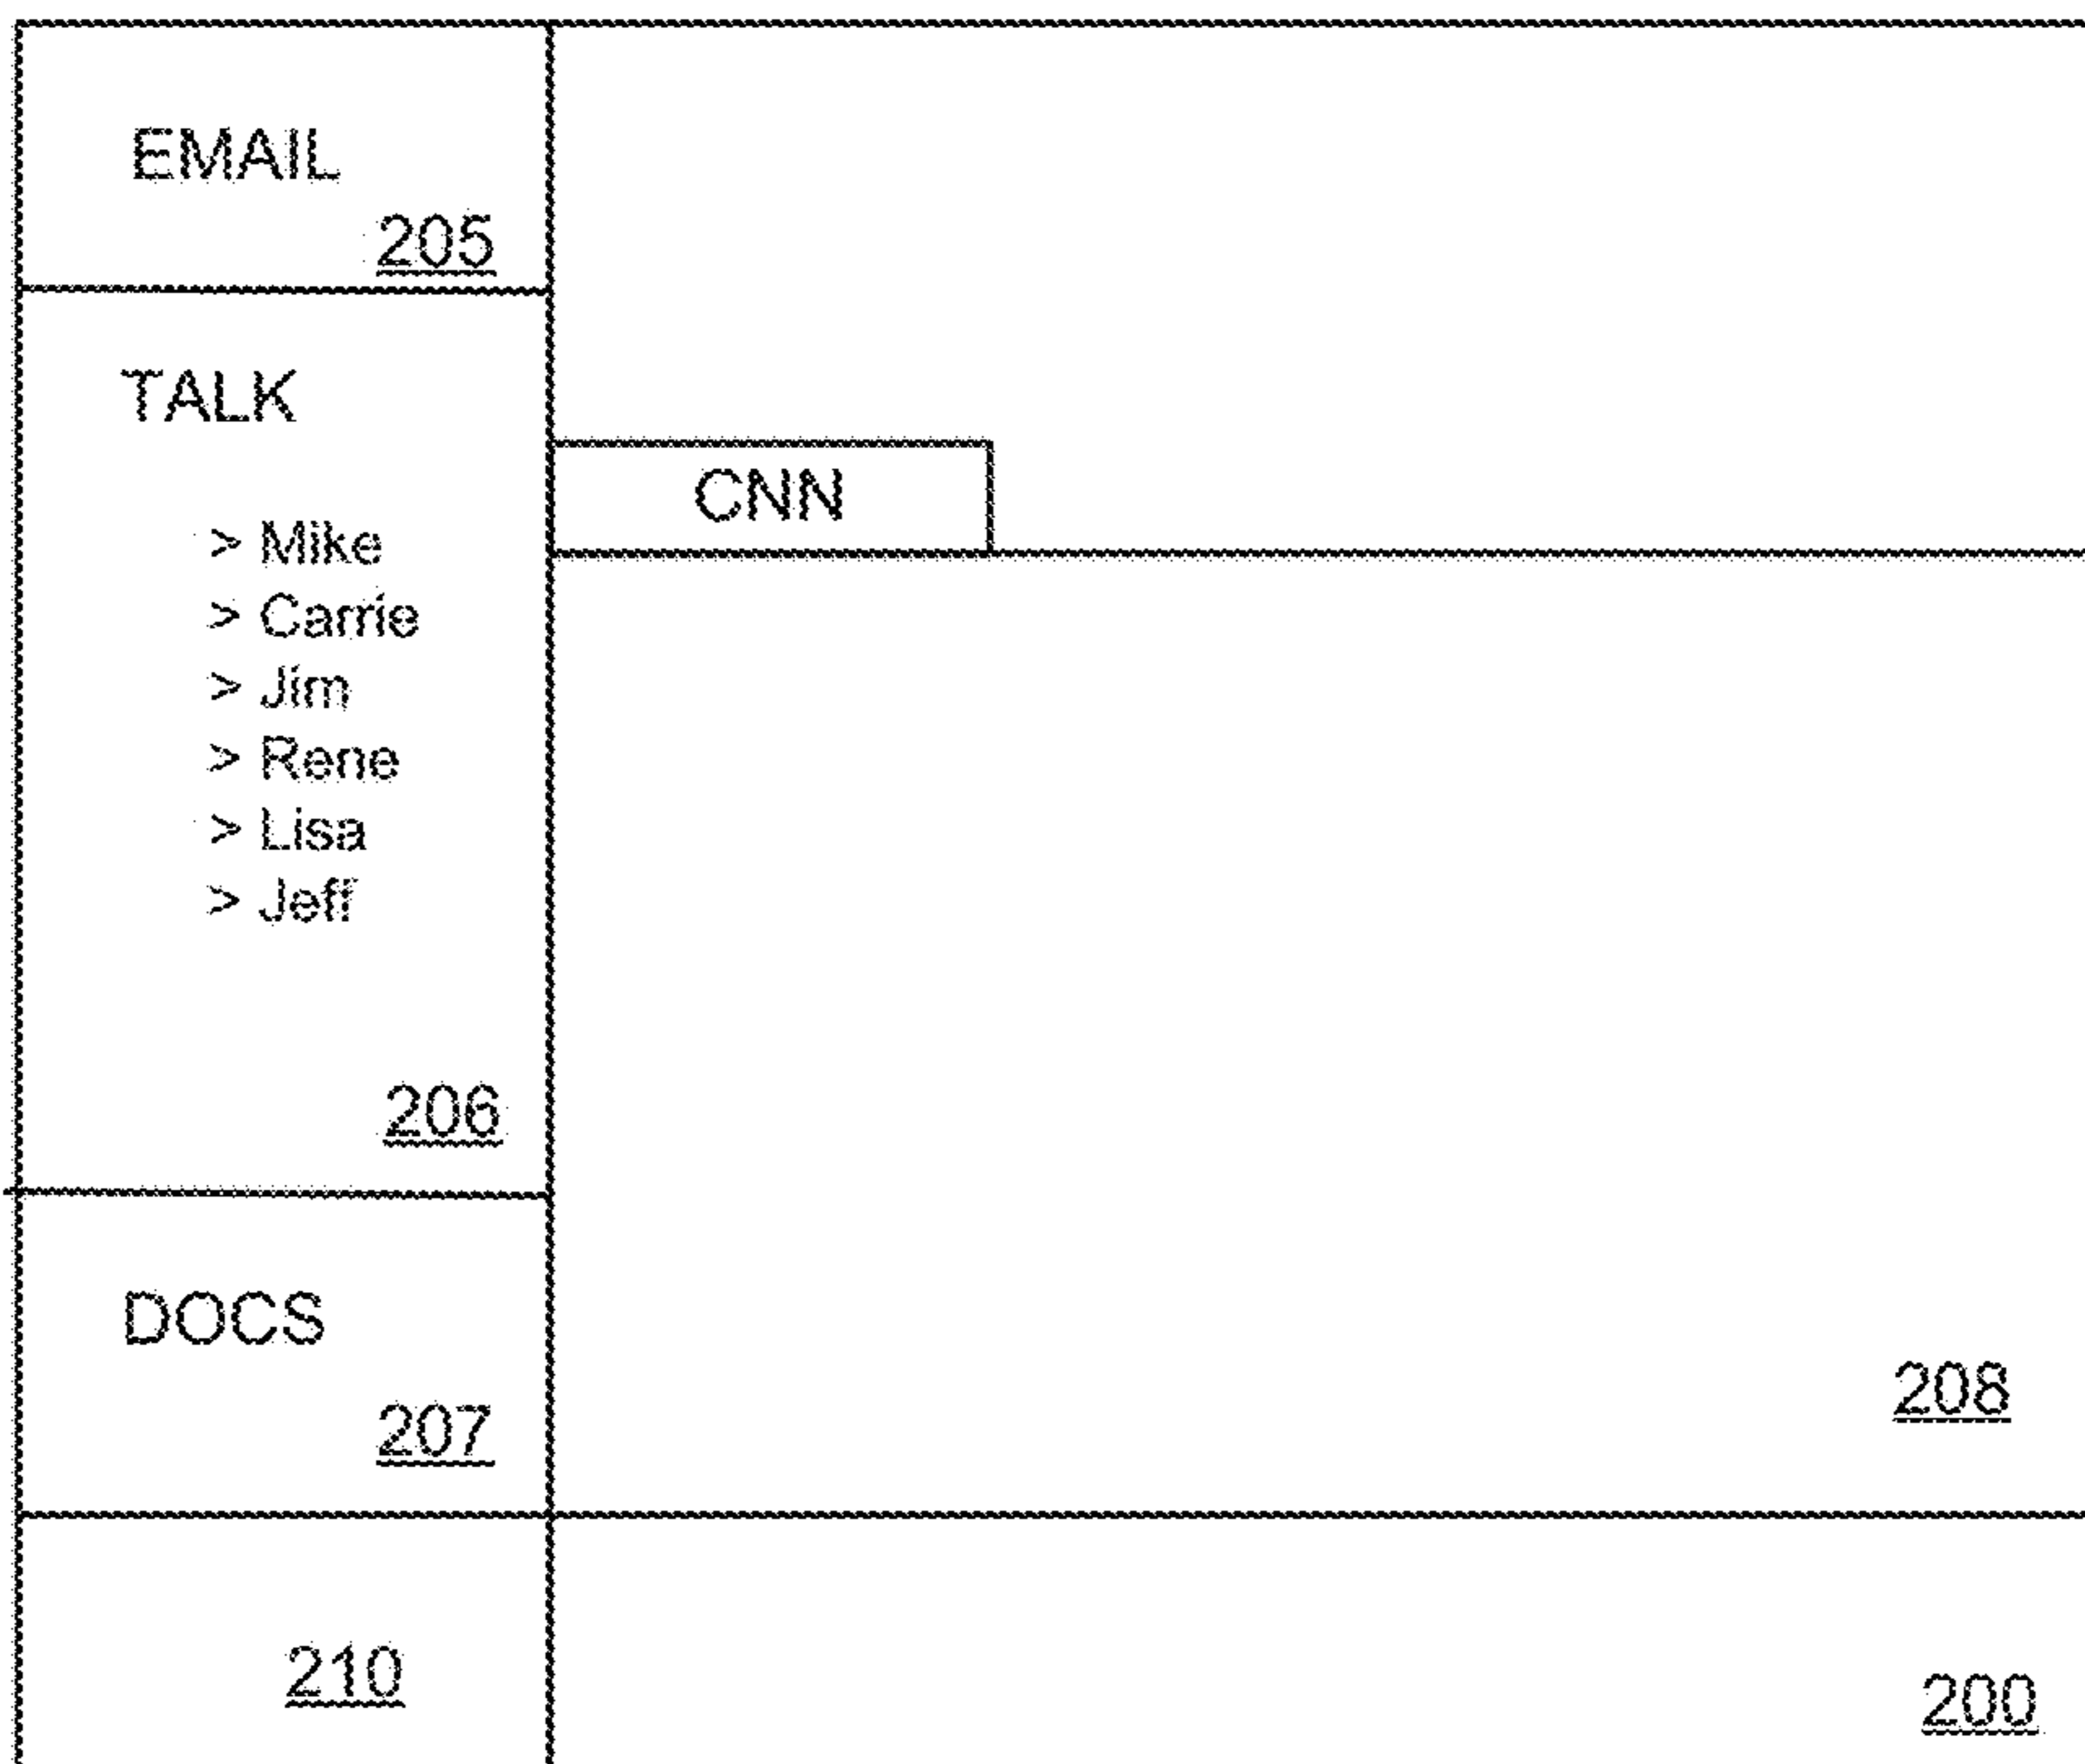 EMAIL
205
TALK
CNN
> Mike
> Carrie
> Jim
> Rene
> Lisa
> Jeff
206
DOCS
207
208
210
200